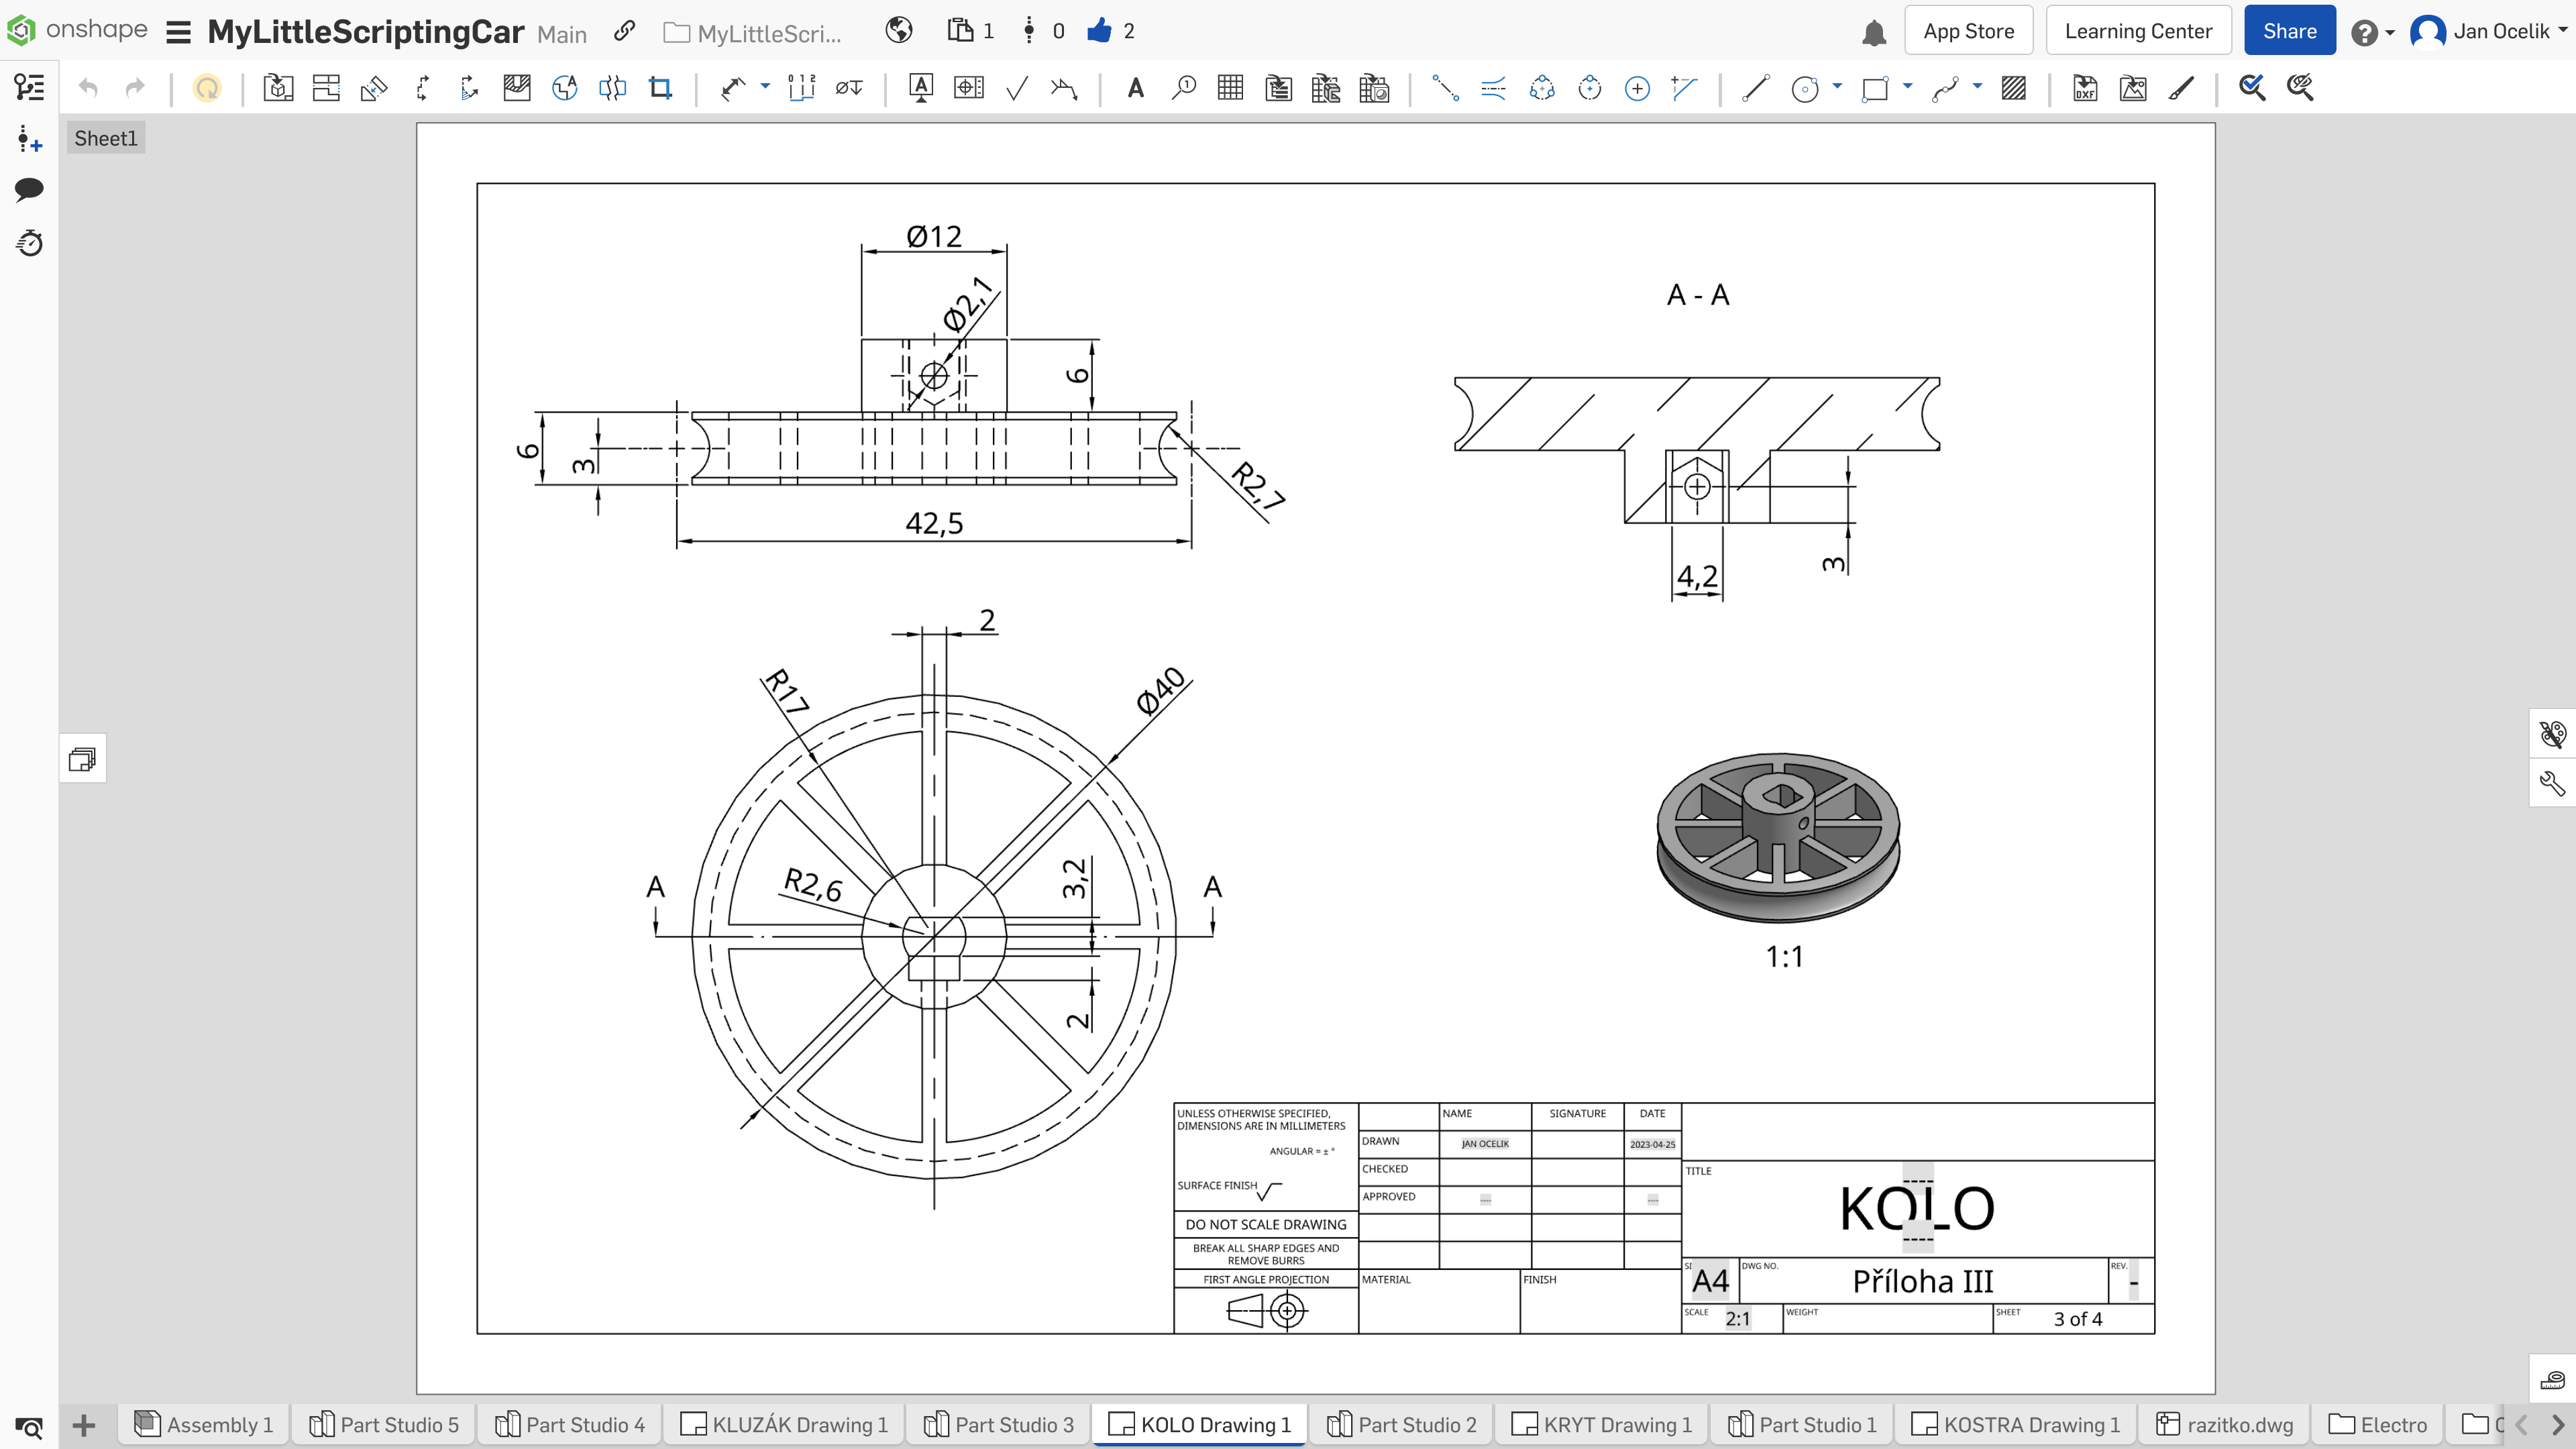 onshape MyLittleScriptingCar Main MyLittleScri... 1 0 2 App Store Learning Center Share Jan Ocelik
Sheet1
Ø12
Ø2,1
6
6
3
R2,7
42,5
A - A
4,2
3
2
R17
Ø40
R2,6
3,2
A A
2
1:1
UNLESS OTHERWISE SPECIFIED,
DIMENSIONS ARE IN MILLIMETERS
ANGULAR = ± °
SURFACE FINISH
DO NOT SCALE DRAWING
BREAK ALL SHARP EDGES AND
REMOVE BURRS
FIRST ANGLE PROJECTION
NAME SIGNATURE DATE
DRAWN JAN OCELIK 2023-04-25
CHECKED
APPROVED ---- ----
MATERIAL FINISH
TITLE
----
KOLO
----
SI A4 DWG NO. Příloha III REV. -
SCALE 2:1 WEIGHT SHEET 3 of 4
Assembly 1 Part Studio 5 Part Studio 4 KLUZÁK Drawing 1 Part Studio 3 KOLO Drawing 1 Part Studio 2 KRYT Drawing 1 Part Studio 1 KOSTRA Drawing 1 razitko.dwg Electro